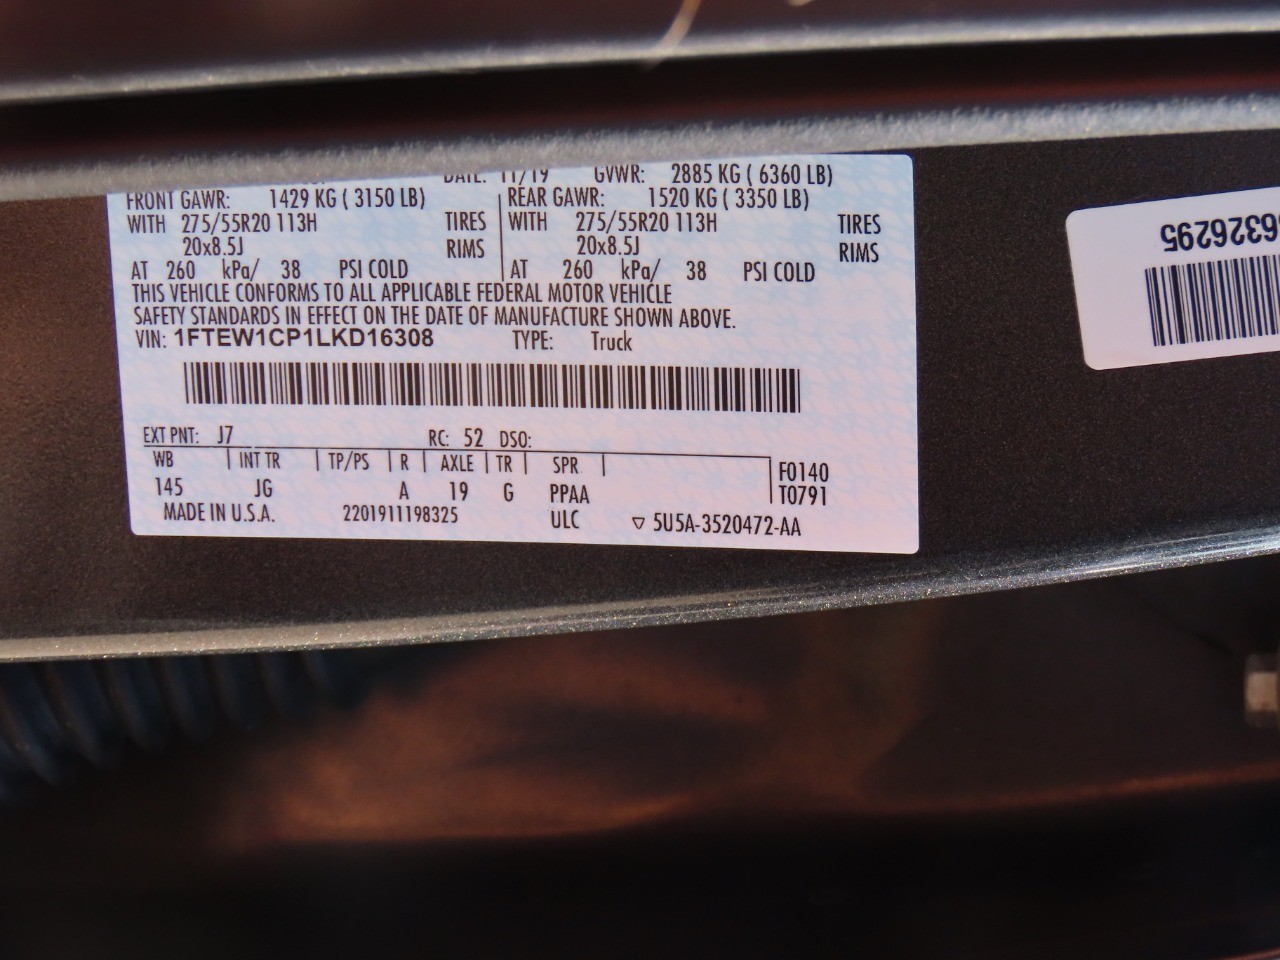 DATE: 11/19 GVWR: 2885 KG ( 6360 LB)
FRONT GAWR: 1429 KG ( 3150 LB) REAR GAWR: 1520 KG ( 3350 LB)
WITH 275/55R20 113H TIRES WITH 275/55R20 113H TIRES
20x8.5J RIMS 20x8.5J RIMS
AT 260 kPa/ 38 PSI COLD AT 260 kPa/ 38 PSI COLD
THIS VEHICLE CONFORMS TO ALL APPLICABLE FEDERAL MOTOR VEHICLE
SAFETY STANDARDS IN EFFECT ON THE DATE OF MANUFACTURE SHOWN ABOVE.
VIN: 1FTEW1CP1LKD16308 TYPE: Truck
EXT PNT: J7 RC: 52 DSO:
WB INT TR TP/PS R AXLE TR SPR F0140
145 JG A 19 G PPAA T0791
MADE IN U.S.A. 2201911198325 ULC ▽ 5U5A-3520472-AA
6326295